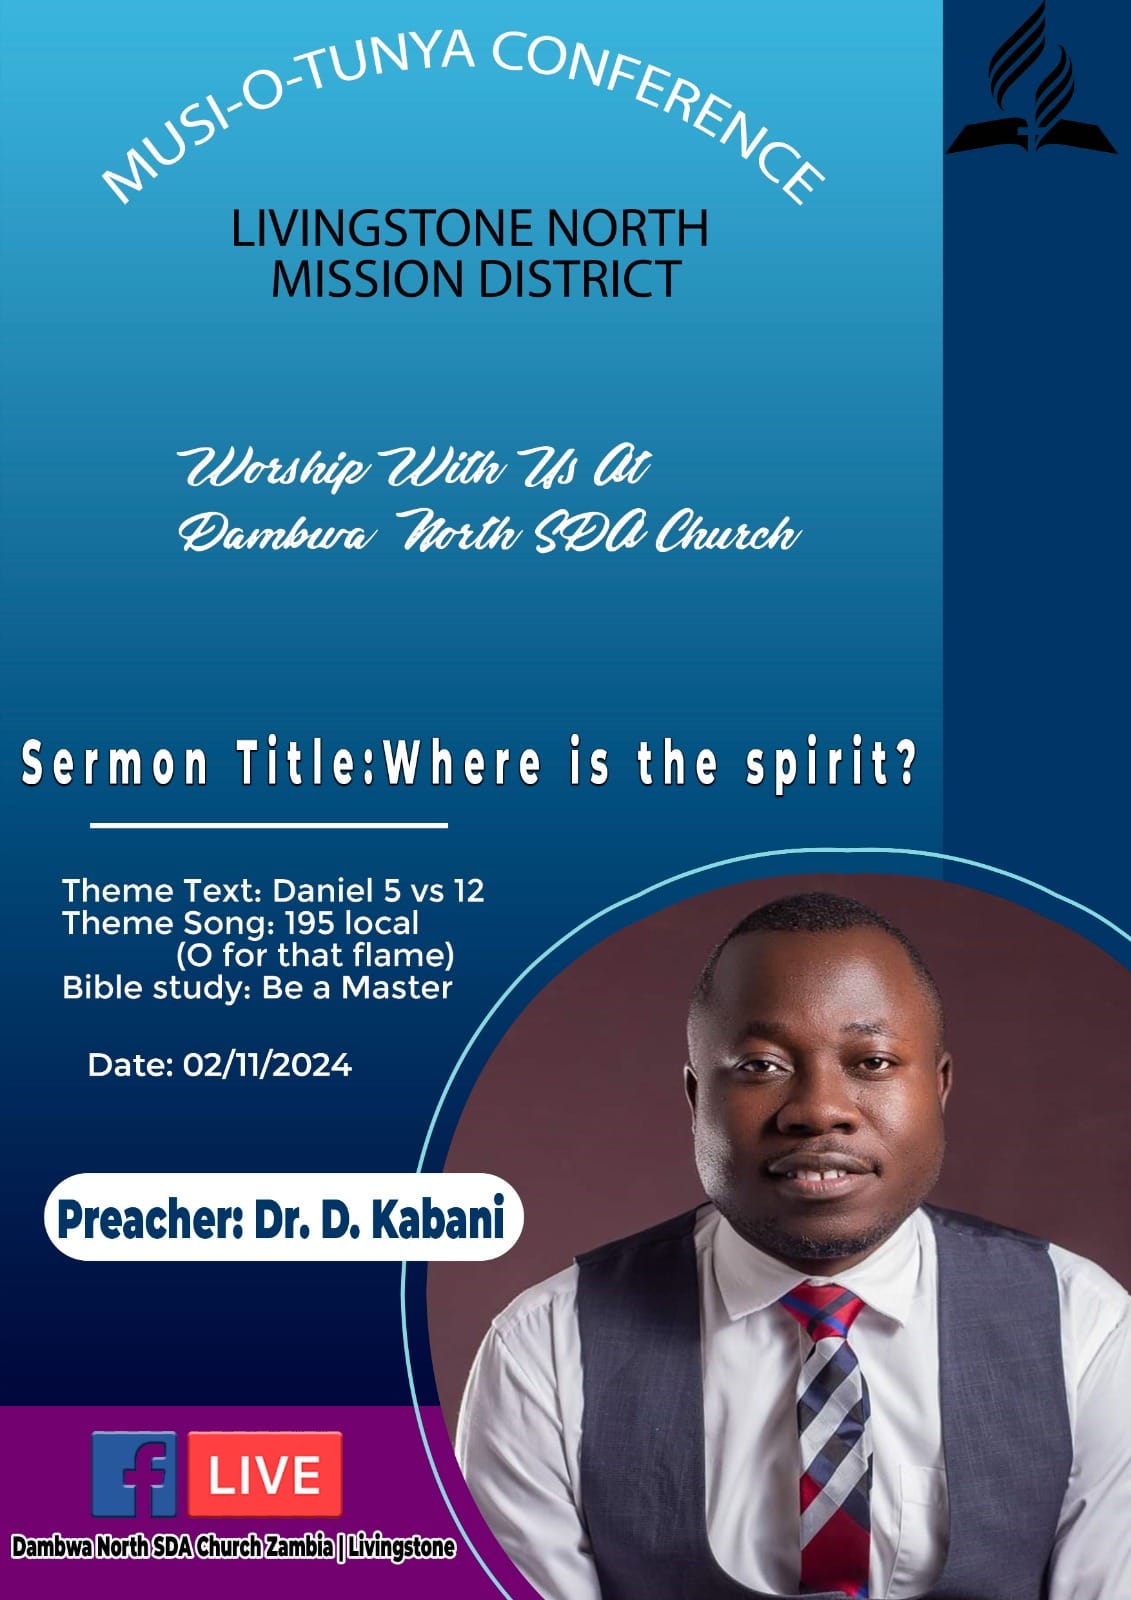 MUSI-O-TUNYA CONFERENCE
LIVINGSTONE NORTH
MISSION DISTRICT
Worship With Us At
Dambwa North SDA Church
Sermon Title:Where is the spirit?
Theme Text: Daniel 5 vs 12
Theme Song: 195 local
(O for that flame)
Bible study: Be a Master
Date: 02/11/2024
Preacher: Dr. D. Kabani
f LIVE
Dambwa North SDA Church Zambia | Livingstone